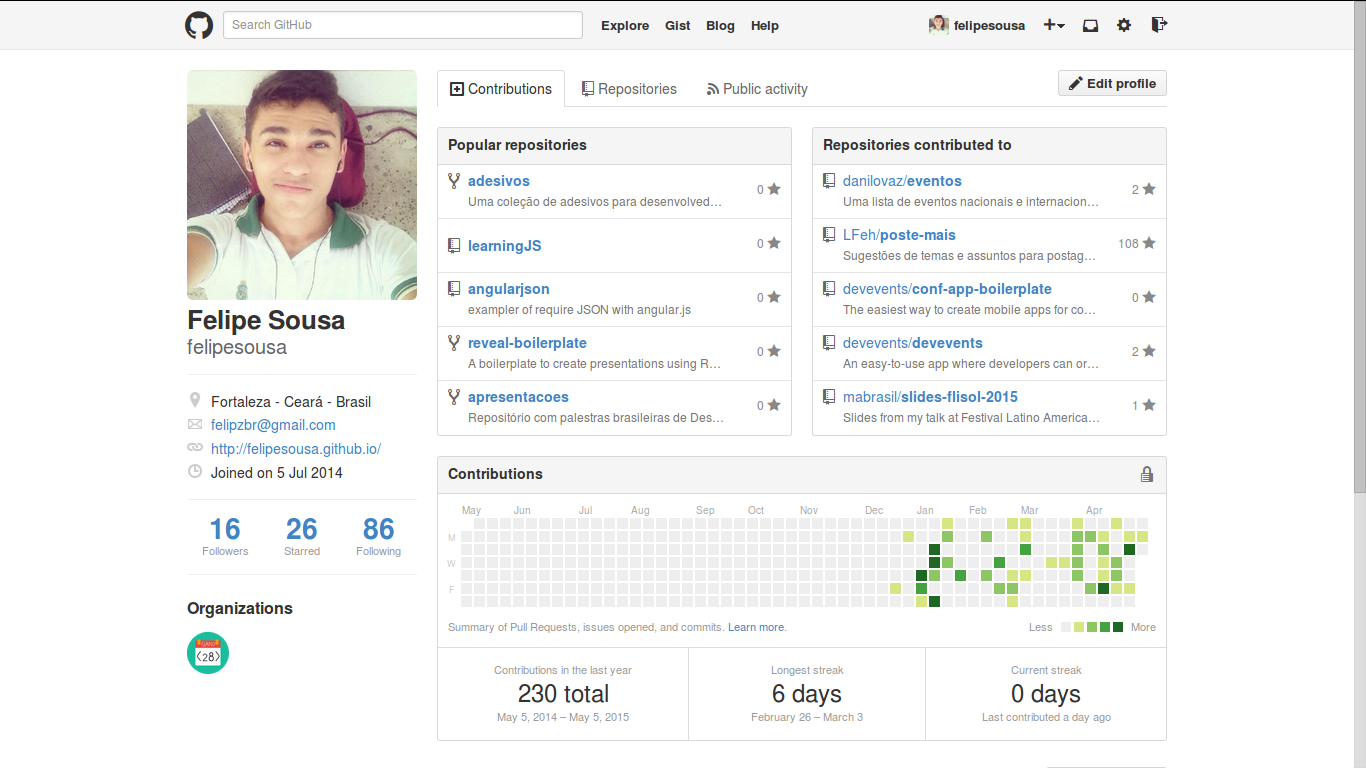 Search GitHub
Explore Gist Blog Help
felipesousa
Contributions Repositories Public activity
Edit profile
Felipe Sousa
felipesousa
Fortaleza - Ceará - Brasil
felipzbr@gmail.com
http://felipesousa.github.io/
Joined on 5 Jul 2014
16 26 86
Followers Starred Following
Organizations
<28>
Popular repositories
adesivos
Uma coleção de adesivos para desenvolved…
0
learningJS
0
angularjson
exampler of require JSON with angular.js
0
reveal-boilerplate
A boilerplate to create presentations using R…
0
apresentacoes
Repositório com palestras brasileiras de Des…
0
Repositories contributed to
danilovaz/eventos
Uma lista de eventos nacionais e internacion…
2
LFeh/poste-mais
Sugestões de temas e assuntos para postag…
108
devevents/conf-app-boilerplate
The easiest way to create mobile apps for co…
0
devevents/devevents
An easy-to-use app where developers can or…
2
mabrasil/slides-flisol-2015
Slides from my talk at Festival Latino America…
1
Contributions
May Jun Jul Aug Sep Oct Nov Dec Jan Feb Mar Apr
M
W
F
Summary of Pull Requests, issues opened, and commits. Learn more.
Less More
Contributions in the last year
230 total
May 5, 2014 – May 5, 2015
Longest streak
6 days
February 26 – March 3
Current streak
0 days
Last contributed a day ago